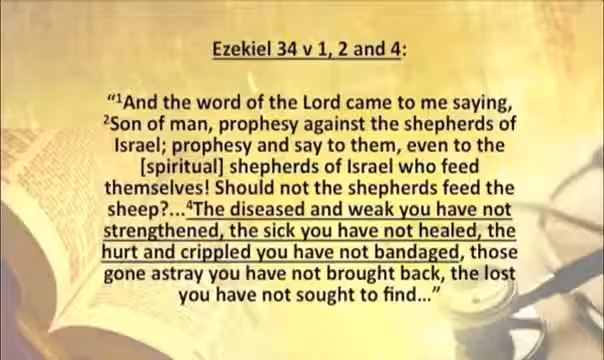 Ezekiel 34 v 1, 2 and 4:
“¹And the word of the Lord came to me saying,
²Son of man, prophesy against the shepherds of
Israel; prophesy and say to them, even to the
[spiritual] shepherds of Israel who feed
themselves! Should not the shepherds feed the
sheep?...⁴The diseased and weak you have not
strengthened, the sick you have not healed, the
hurt and crippled you have not bandaged, those
gone astray you have not brought back, the lost
you have not sought to find...”